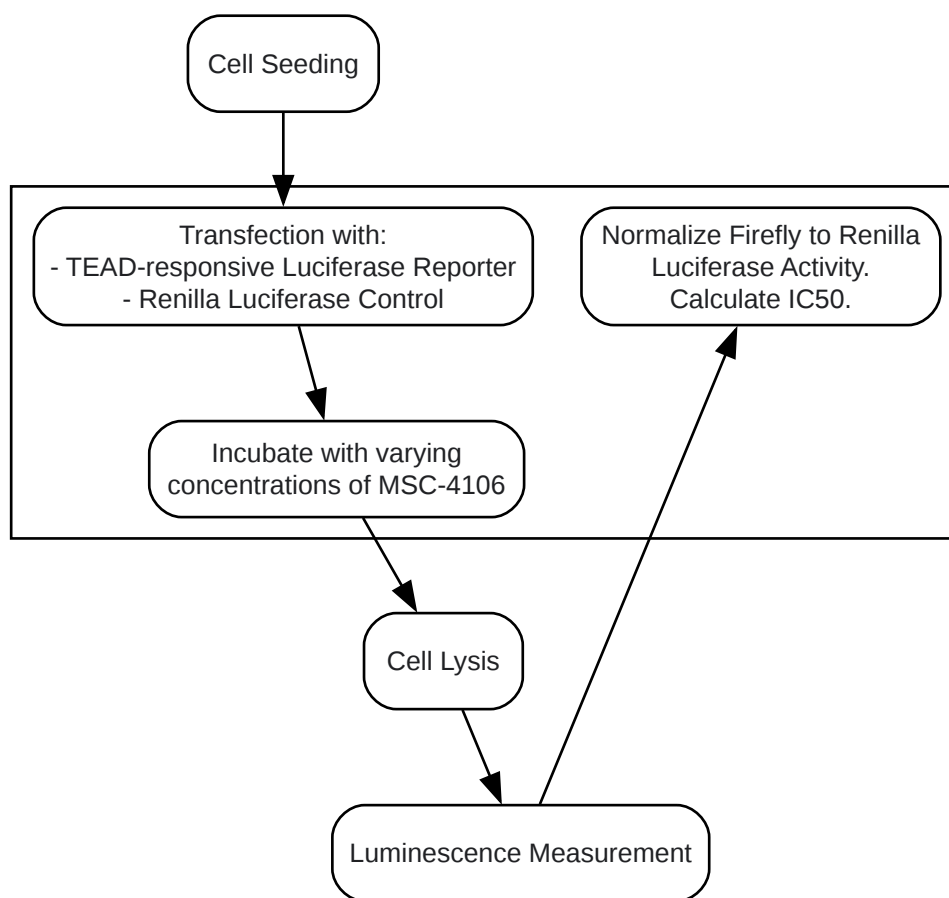 Cell Seeding
Transfection with:
- TEAD-responsive Luciferase Reporter
- Renilla Luciferase Control
Normalize Firefly to Renilla
Luciferase Activity.
Calculate IC50.
Incubate with varying
concentrations of MSC-4106
Cell Lysis
Luminescence Measurement